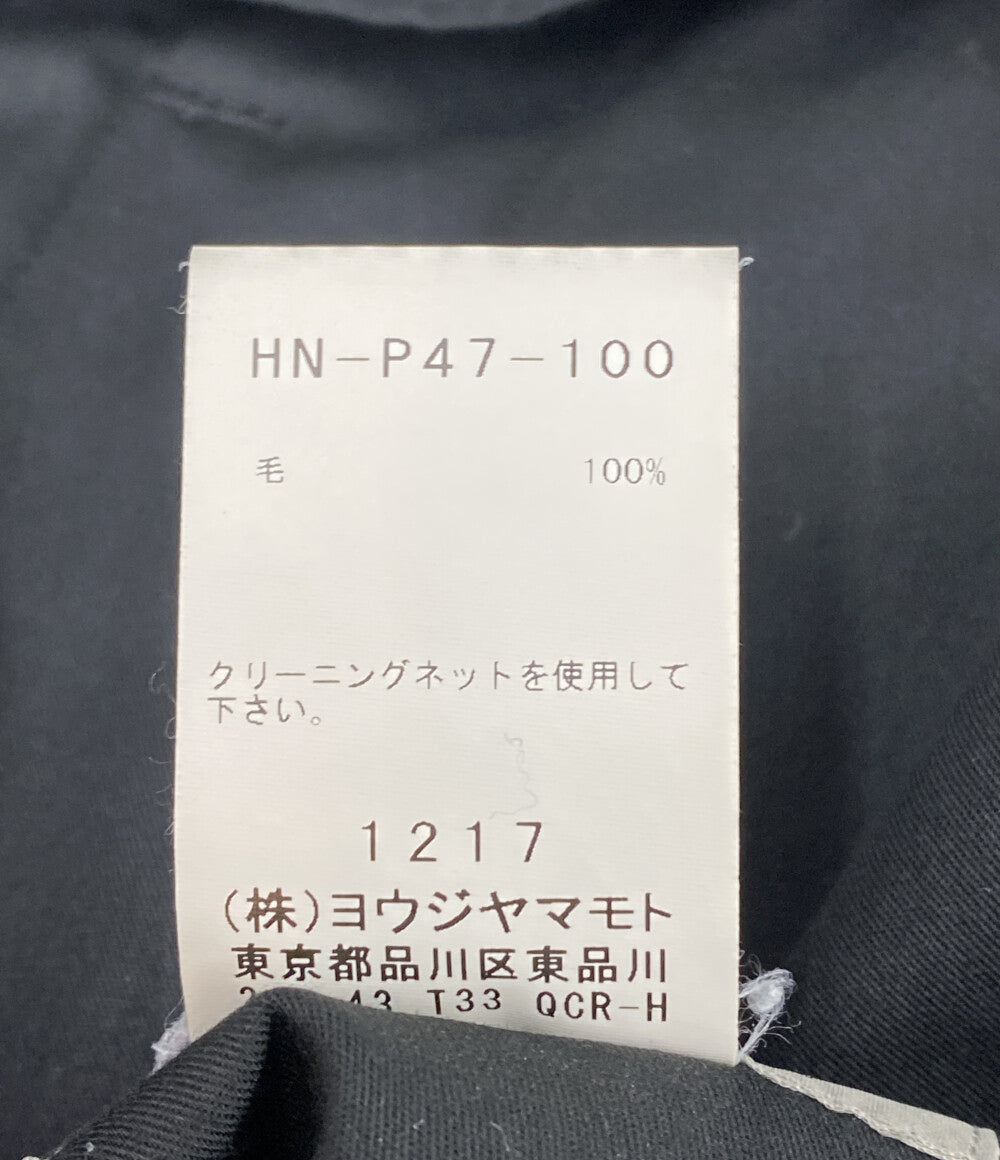 HN-P47-100
毛 100%
クリーニングネットを使用して
下さい。
1217
(株)ヨウジヤマモト
東京都品川区東品川
43 T33 QCR-H